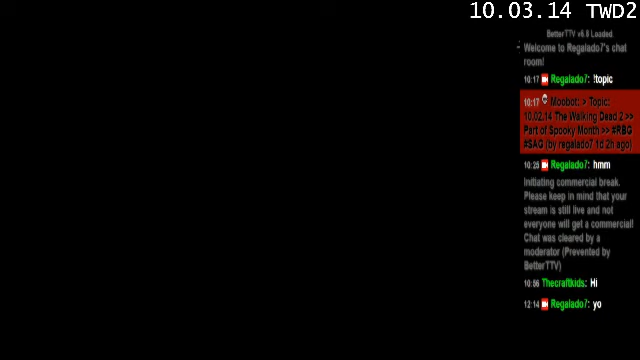 10.03.14 TWD2
BetterTTV v6.8 Loaded.
Welcome to Regalado7's chat
room!
10:17 Regalado7: !topic
10:17 Moobot: > Topic:
10.02.14 The Walking Dead 2 >>
Part of Spooky Month >> #RBG
#SAG (by regalado7 1d 2h ago)
10:25 Regalado7: hmm
Initiating commercial break.
Please keep in mind that your
stream is still live and not
everyone will get a commercial!
Chat was cleared by a
moderator (Prevented by
BetterTTV)
10:56 Thecraftkids: Hi
12:14 Regalado7: yo